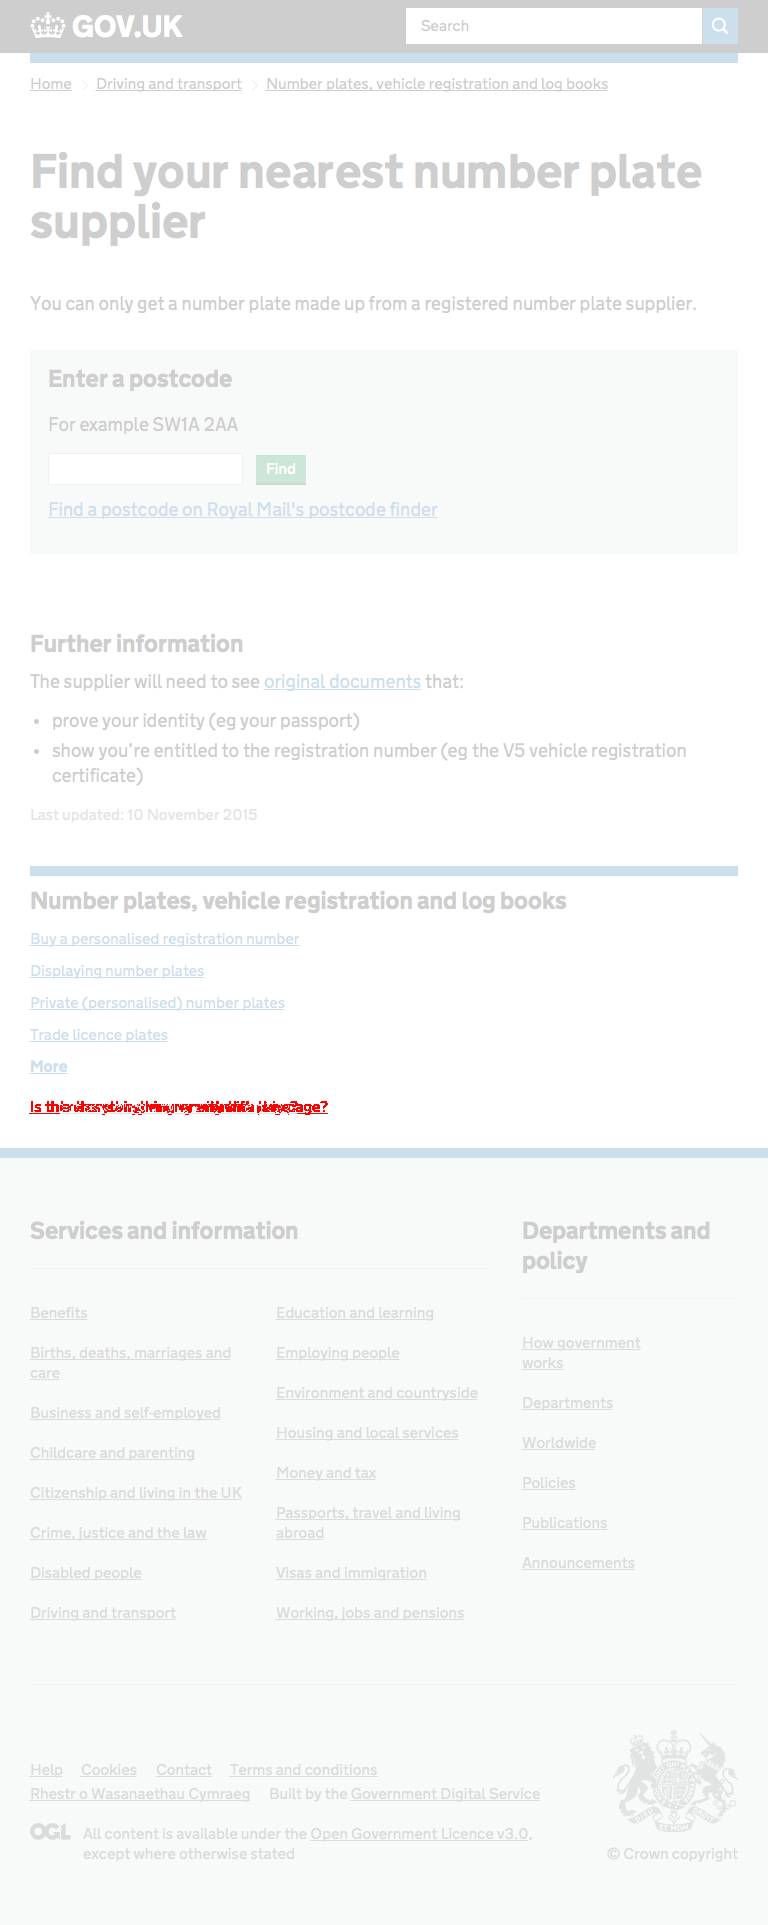 GOV.UK
Search
Home
Driving and transport
Number plates, vehicle registration and log books
Find your nearest number plate
supplier
You can only get a number plate made up from a registered number plate supplier.
Enter a postcode
For example SW1A 2AA
Find
Find a postcode on Royal Mail's postcode finder
Further information
The supplier will need to see original documents that:
• prove your identity (eg your passport)
• show you're entitled to the registration number (eg the V5 vehicle registration
certificate)
Last updated: 10 November 2015
Number plates, vehicle registration and log books
Buy a personalised registration number
Displaying number plates
Private (personalised) number plates
Trade licence plates
More
Services and information
Benefits
Births, deaths, marriages and
care
Business and self-employed
Childcare and parenting
Citizenship and living in the UK
Crime, justice and the law
Disabled people
Driving and transport
Education and learning
Employing people
Environment and countryside
Housing and local services
Money and tax
Passports, travel and living
abroad
Visas and immigration
Working, jobs and pensions
Departments and
policy
How government
works
Departments
Worldwide
Policies
Publications
Announcements
Help Cookies Contact Terms and conditions
Rhestr o Wasanaethau Cymraeg Built by the Government Digital Service
OGL All content is available under the Open Government Licence v3.0,
except where otherwise stated
© Crown copyright